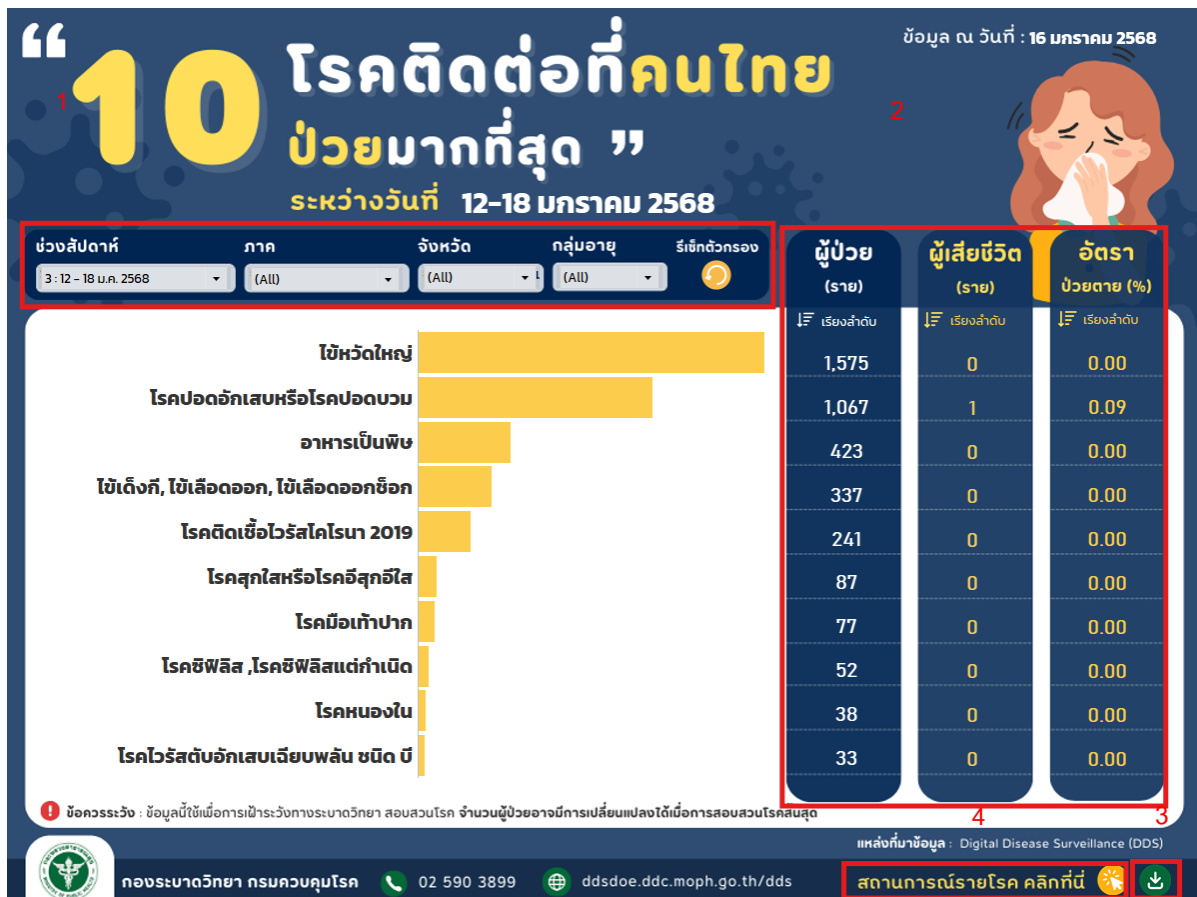 ข้อมูล ณ วันที่ : 16 มกราคม 2568
“ 10 โรคติดต่อที่คนไทย
ป่วยมากที่สุด ”
ระหว่างวันที่ 12-18 มกราคม 2568
1
2
ช่วงสัปดาห์ ภาค จังหวัด กลุ่มอายุ รีเซ็ทตัวกรอง
3 : 12 - 18 ม.ค. 2568 (All) (All) (All)
ผู้ป่วย ผู้เสียชีวิต อัตรา
(ราย) (ราย) ป่วยตาย (%)
เรียงลำดับ เรียงลำดับ เรียงลำดับ
ไข้หวัดใหญ่ 1,575 0 0.00
โรคปอดอักเสบหรือโรคปอดบวม 1,067 1 0.09
อาหารเป็นพิษ 423 0 0.00
ไข้เด็งกี, ไข้เลือดออก, ไข้เลือดออกช็อก 337 0 0.00
โรคติดเชื้อไวรัสโคโรนา 2019 241 0 0.00
โรคสุกใสหรือโรคอีสุกอีใส 87 0 0.00
โรคมือเท้าปาก 77 0 0.00
โรคซิฟิลิส ,โรคซิฟิลิสแต่กำเนิด 52 0 0.00
โรคหนองใน 38 0 0.00
โรคไวรัสตับอักเสบเฉียบพลัน ชนิด บี 33 0 0.00
ข้อควรระวัง : ข้อมูลนี้ใช้เพื่อการเฝ้าระวังทางระบาดวิทยา สอบสวนโรค จำนวนผู้ป่วยอาจมีการเปลี่ยนแปลงได้เมื่อการสอบสวนโรคสิ้นสุด
4 3
แหล่งที่มาข้อมูล : Digital Disease Surveillance (DDS)
กองระบาดวิทยา กรมควบคุมโรค 02 590 3899 ddsdoe.ddc.moph.go.th/dds สถานการณ์รายโรค คลิกที่นี่